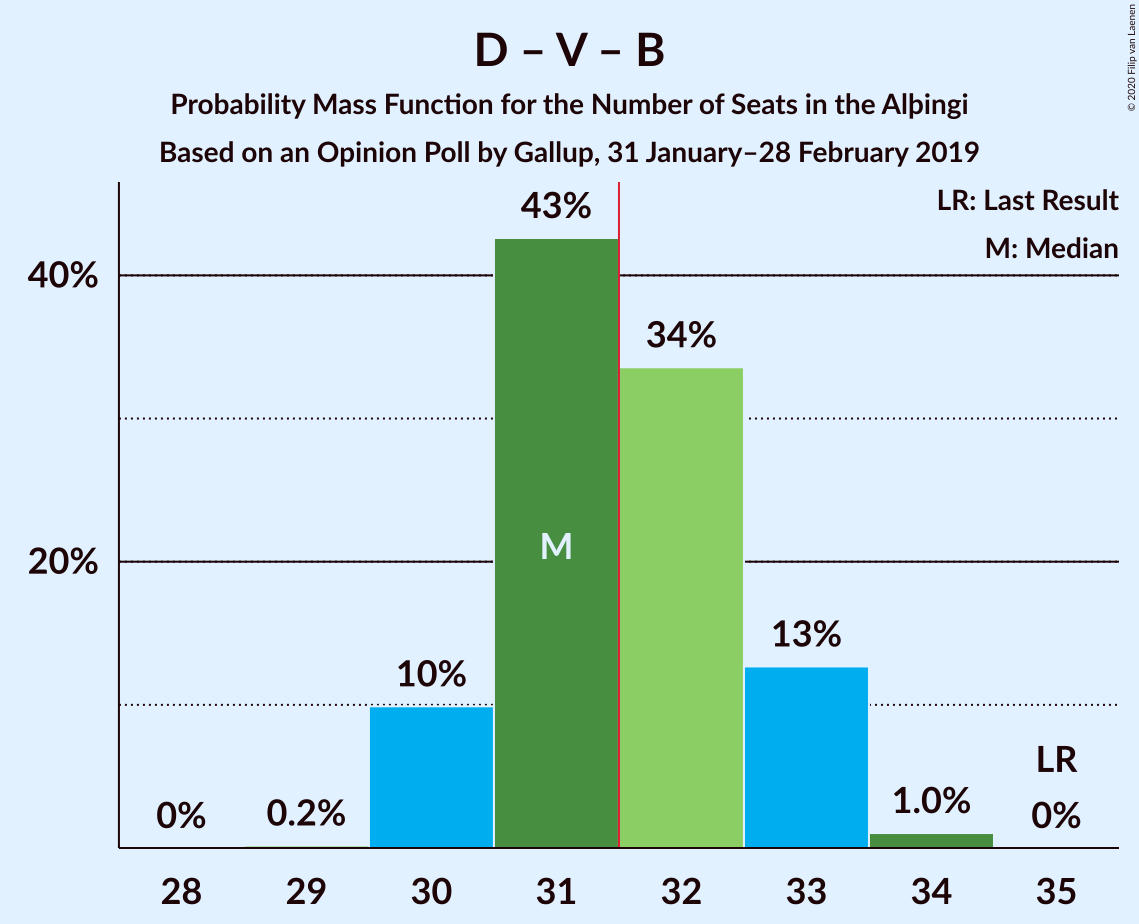 D – V – B
Probability Mass Function for the Number of Seats in the Alþingi
Based on an Opinion Poll by Gallup, 31 January–28 February 2019
© 2020 Filip van Laenen
LR: Last Result
M: Median
40%
20%
0%
0.2%
10%
43%
M
34%
13%
1.0%
LR
0%
28 29 30 31 32 33 34 35